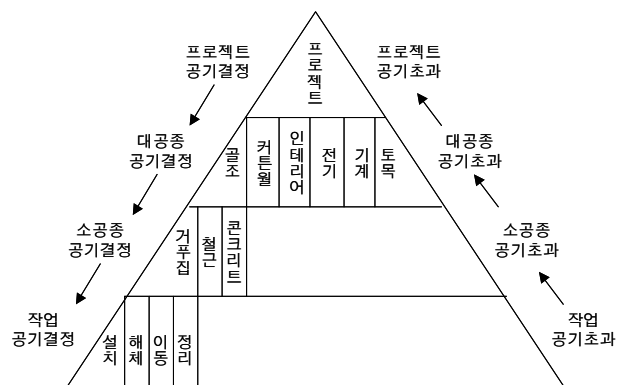 프로젝트
공기결정
프로젝트
프로젝트
공기초과
대공종
공기결정
골조
커튼월
인테리어
전기
기계
토목
대공종
공기초과
소공종
공기결정
거푸집
철근
콘크리트
소공종
공기초과
작업
공기결정
설치
해체
이동
정리
작업
공기초과